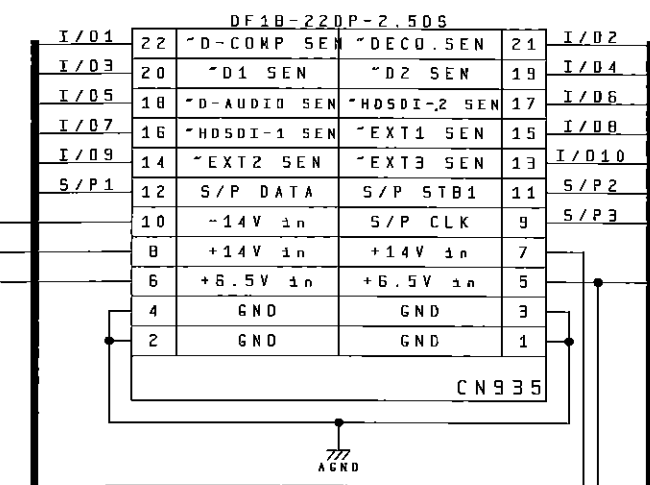 DF1B-22DP-2.5DS
I/O1 22 ~D-COMP SEN ~DECO.SEN 21 I/O2
I/O3 20 ~D1 SEN ~D2 SEN 19 I/O4
I/O5 18 ~D-AUDIO SEN ~HDSDI-2 SEN 17 I/O6
I/O7 16 ~HDSDI-1 SEN ~EXT1 SEN 15 I/O8
I/O9 14 ~EXT2 SEN ~EXT3 SEN 13 I/O10
S/P1 12 S/P DATA S/P STB1 11 S/P2
10 -14V in S/P CLK 9 S/P3
8 +14V in +14V in 7
6 +6.5V in +6.5V in 5
4 GND GND 3
2 GND GND 1
CN935
AGND